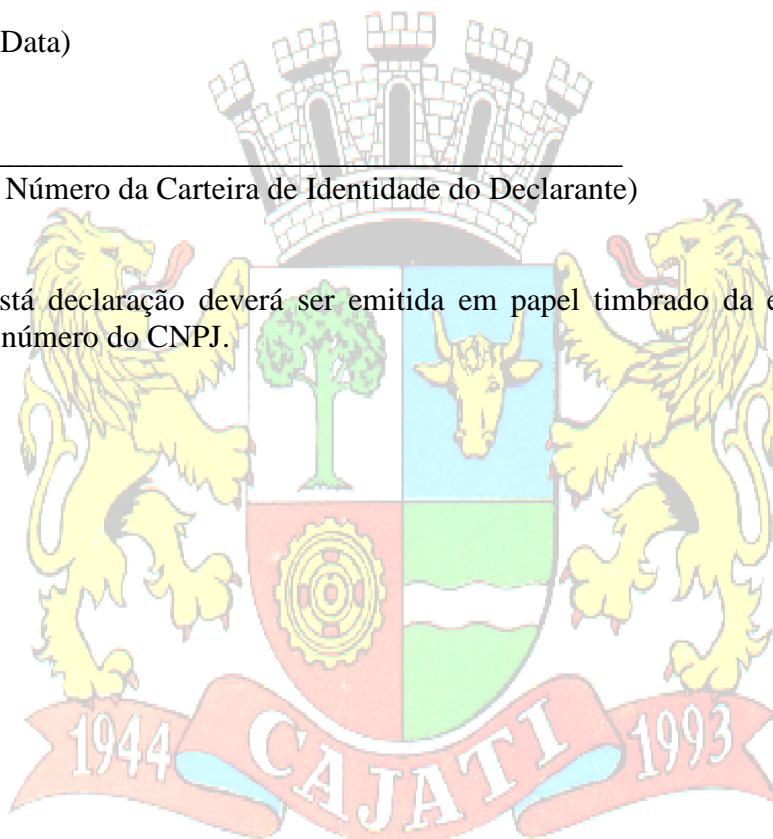 Data)
Número da Carteira de Identidade do Declarante)
stá declaração deverá ser emitida em papel timbrado da e
número do CNPJ.
1944 CAJATI 1993